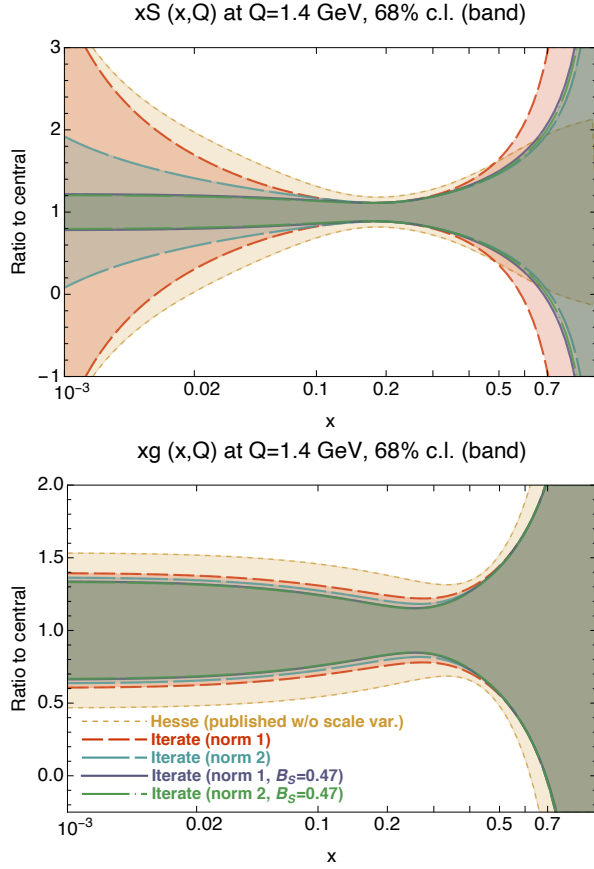 xS (x,Q) at Q=1.4 GeV, 68% c.l. (band)
3
2
1
0
−1
Ratio to central
10⁻³ 0.02 0.1 0.2 0.5 0.7
x
xg (x,Q) at Q=1.4 GeV, 68% c.l. (band)
2.0
1.5
1.0
0.5
0.0
Ratio to central
Hesse (published w/o scale var.)
Iterate (norm 1)
Iterate (norm 2)
Iterate (norm 1, B_S=0.47)
Iterate (norm 2, B_S=0.47)
10⁻³ 0.02 0.1 0.2 0.5 0.7
x